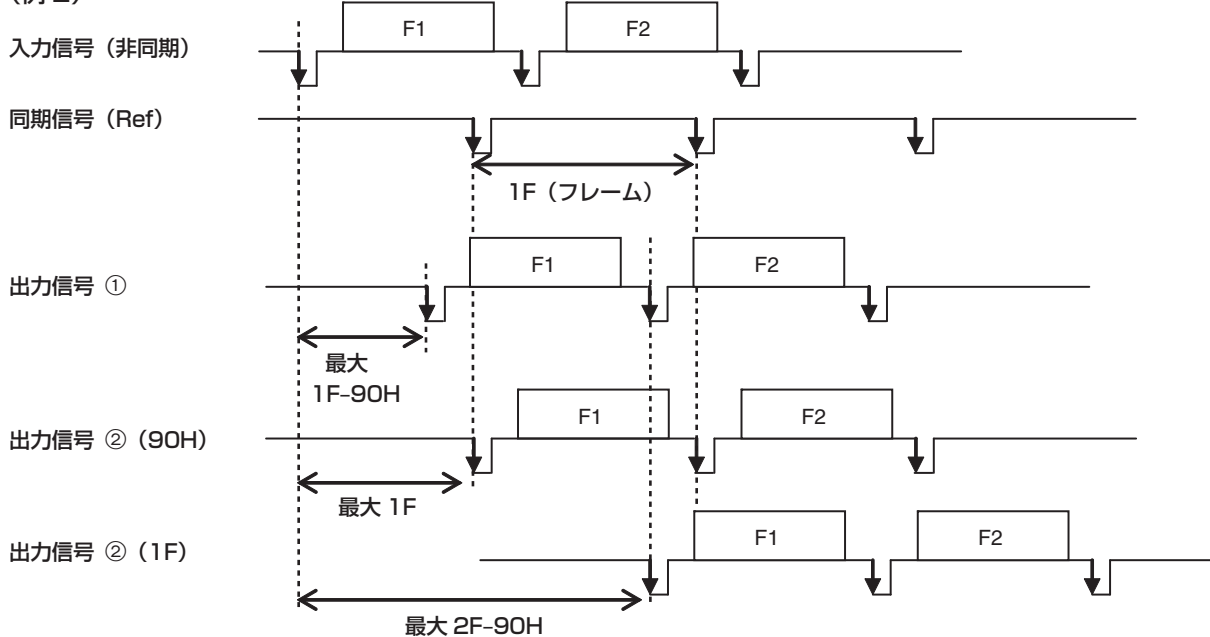 入力信号（非同期）
F1
F2
同期信号（Ref）
1F（フレーム）
出力信号 ①
F1
F2
最大
1F–90H
出力信号 ②（90H）
F1
F2
最大 1F
出力信号 ②（1F）
F1
F2
最大 2F–90H